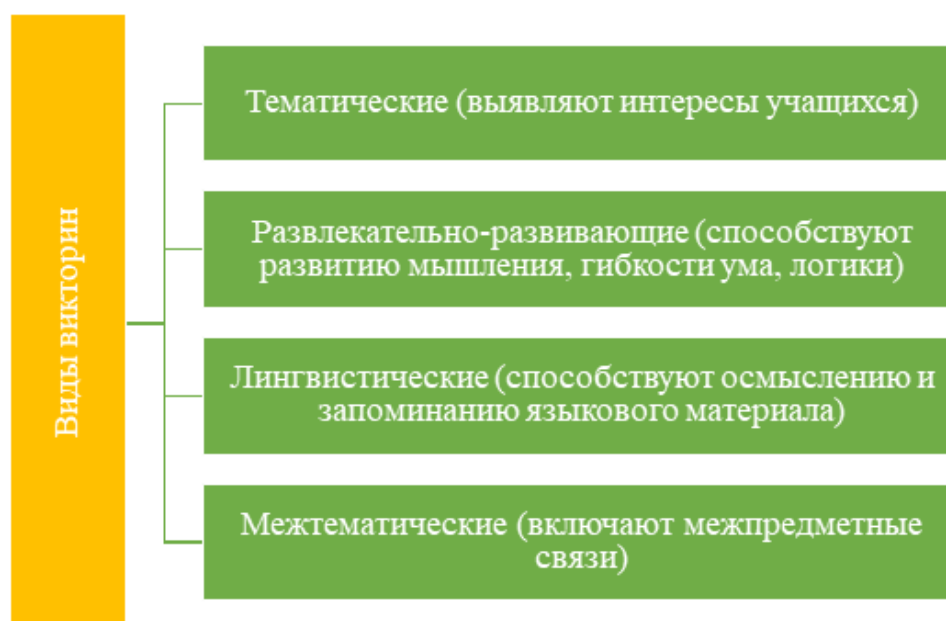 Виды викторин
Тематические (выявляют интересы учащихся)
Развлекательно-развивающие (способствуют
развитию мышления, гибкости ума, логики)
Лингвистические (способствуют осмыслению и
запоминанию языкового материала)
Межтематические (включают межпредметные
связи)